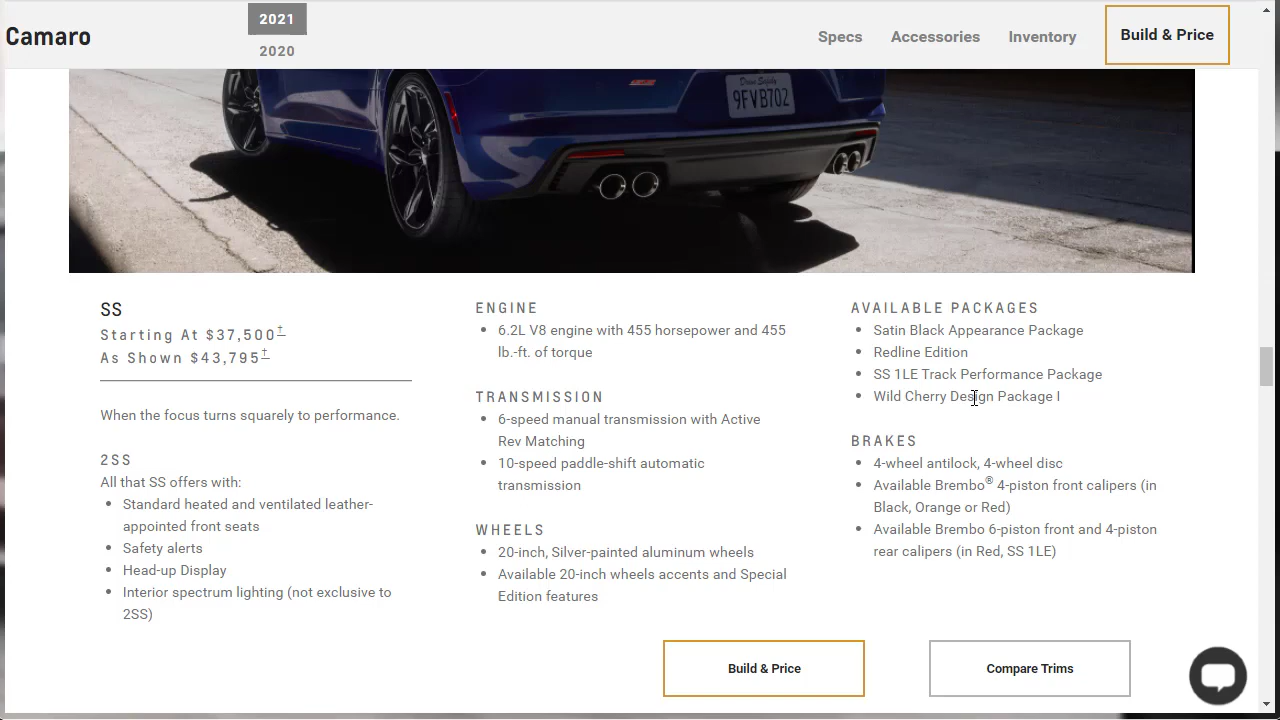 Camaro
2021
2020
Specs
Accessories
Inventory
Build & Price
9FVB702
SS
Starting At $37,500†
As Shown $43,795†
When the focus turns squarely to performance.
2SS
All that SS offers with:
• Standard heated and ventilated leather-
appointed front seats
• Safety alerts
• Head-up Display
• Interior spectrum lighting (not exclusive to
2SS)
ENGINE
• 6.2L V8 engine with 455 horsepower and 455
lb.-ft. of torque
TRANSMISSION
• 6-speed manual transmission with Active
Rev Matching
• 10-speed paddle-shift automatic
transmission
WHEELS
• 20-inch, Silver-painted aluminum wheels
• Available 20-inch wheels accents and Special
Edition features
AVAILABLE PACKAGES
• Satin Black Appearance Package
• Redline Edition
• SS 1LE Track Performance Package
• Wild Cherry Design Package I
BRAKES
• 4-wheel antilock, 4-wheel disc
• Available Brembo® 4-piston front calipers (in
Black, Orange or Red)
• Available Brembo 6-piston front and 4-piston
rear calipers (in Red, SS 1LE)
Build & Price
Compare Trims